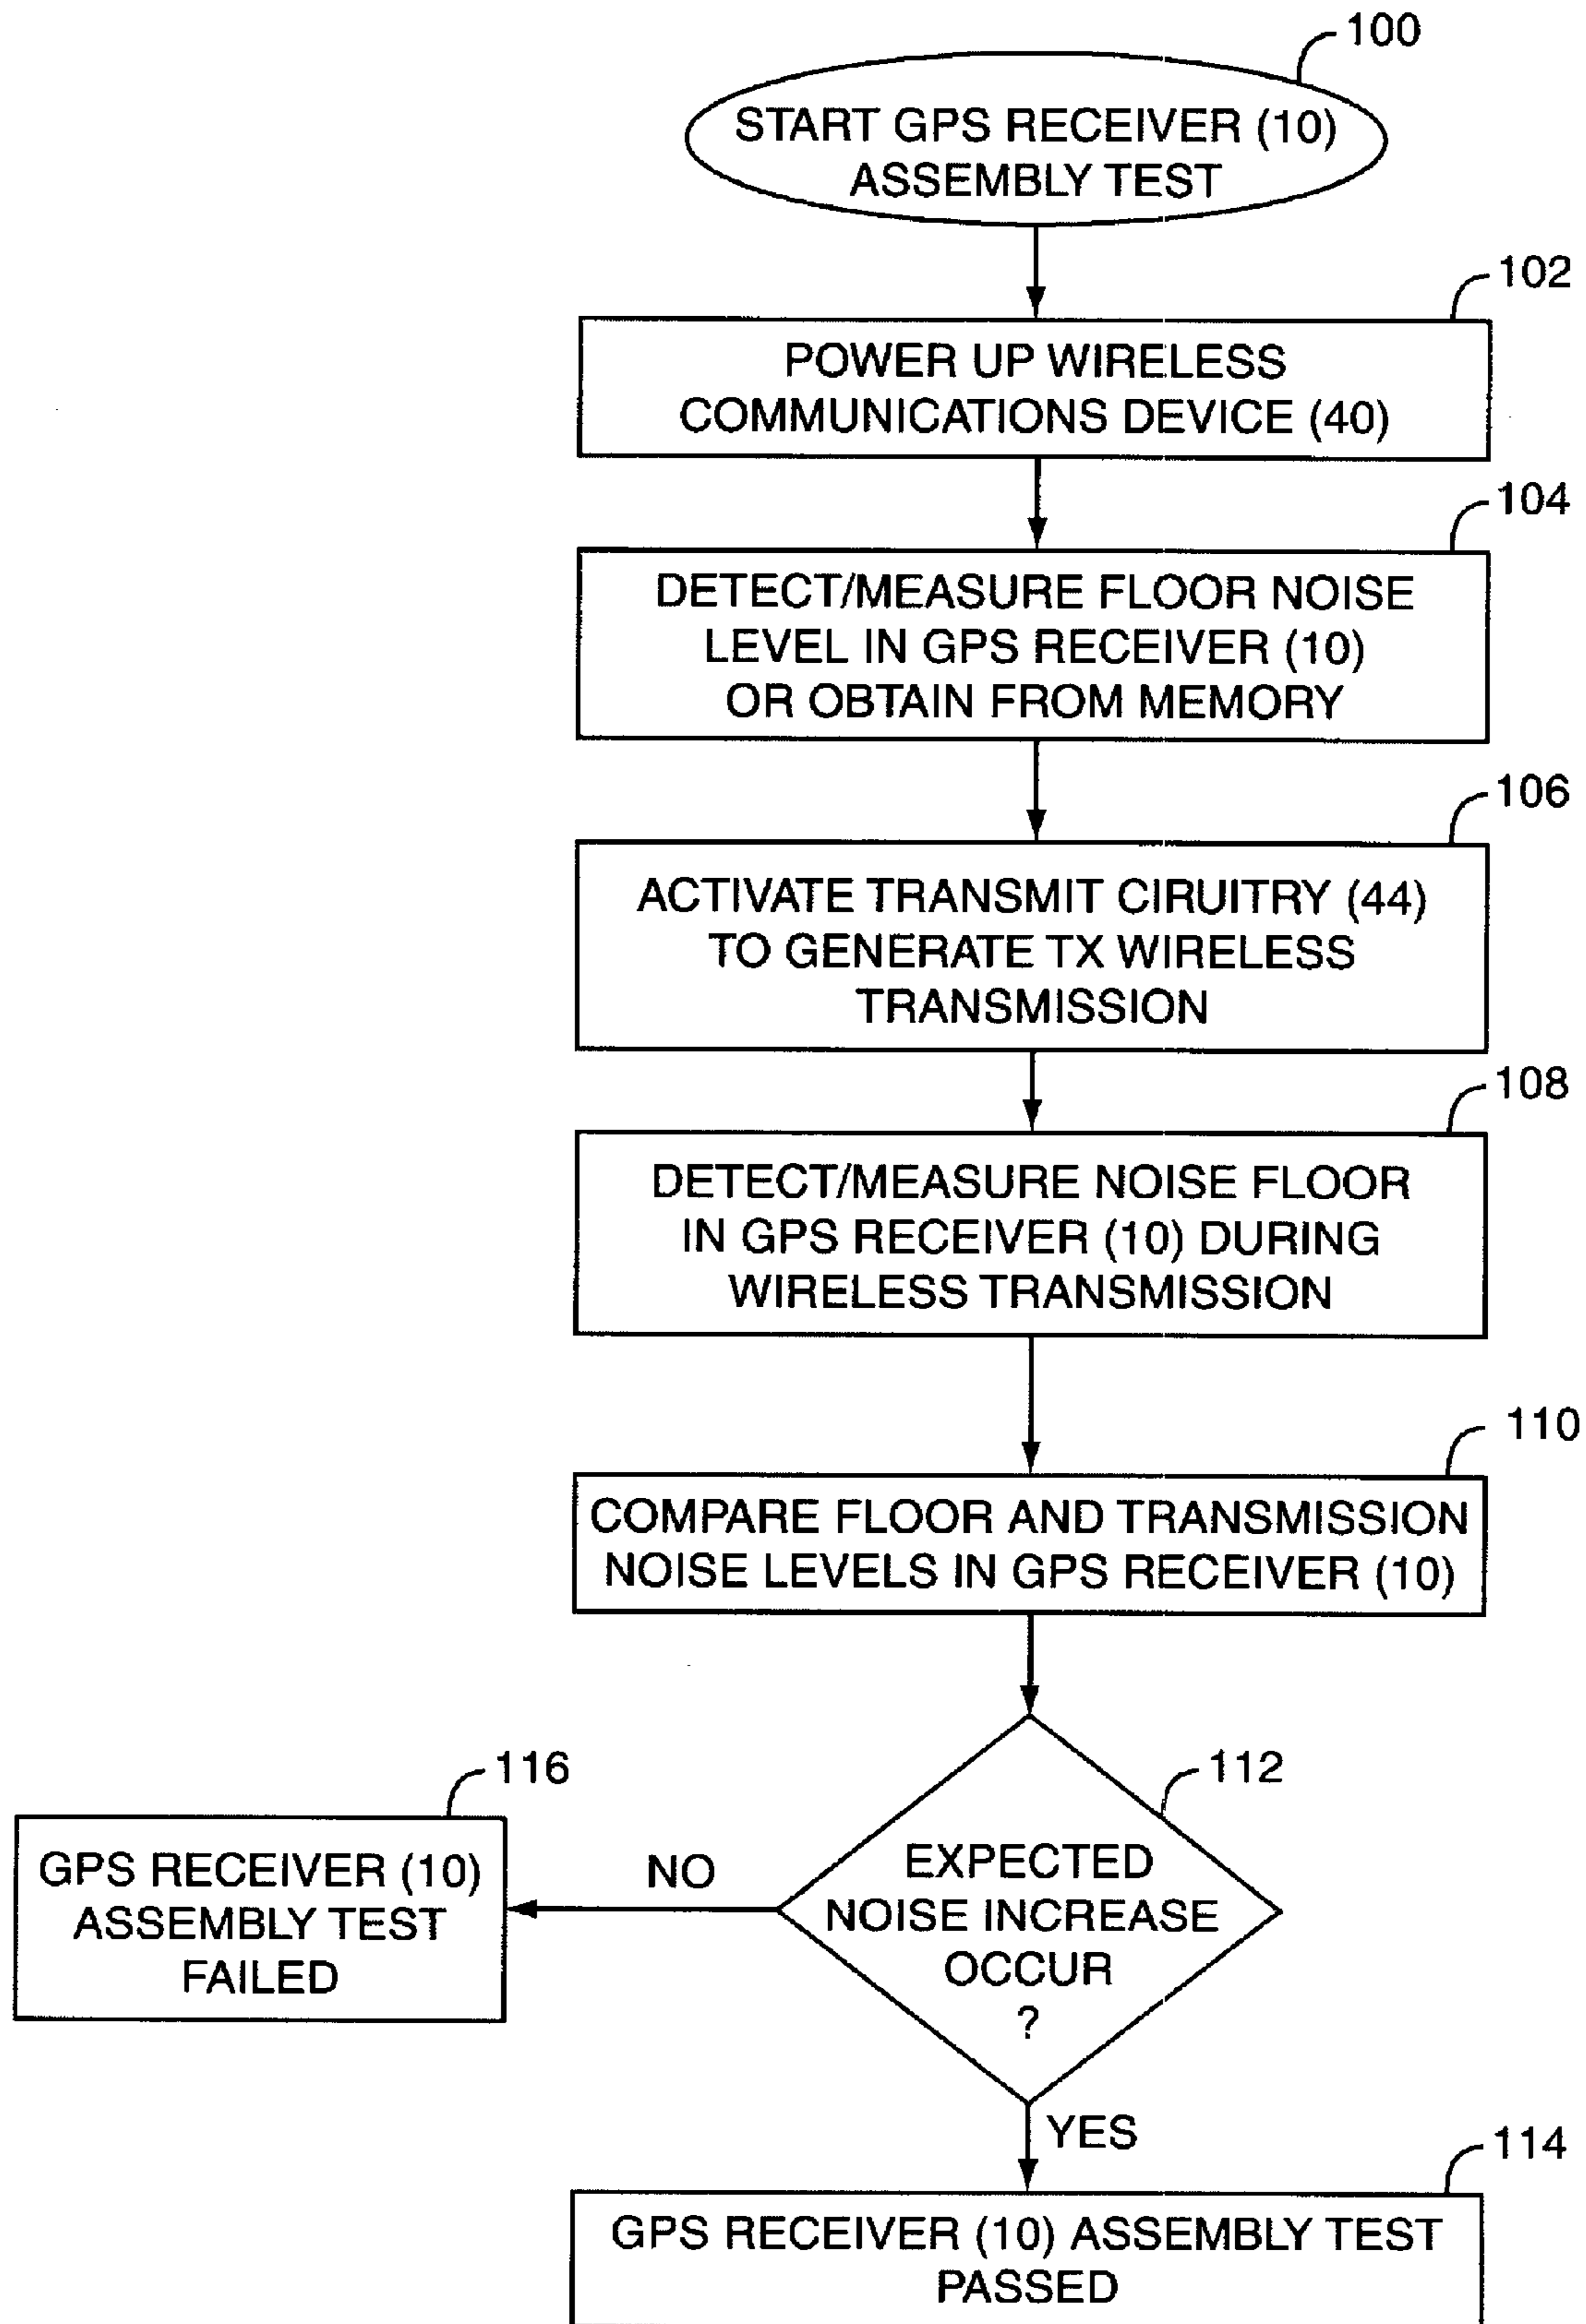 100
START GPS RECEIVER (10)
ASSEMBLY TEST
102
POWER UP WIRELESS
COMMUNICATIONS DEVICE (40)
104
DETECT/MEASURE FLOOR NOISE
LEVEL IN GPS RECEIVER (10)
OR OBTAIN FROM MEMORY
106
ACTIVATE TRANSMIT CIRUITRY (44)
TO GENERATE TX WIRELESS
TRANSMISSION
108
DETECT/MEASURE NOISE FLOOR
IN GPS RECEIVER (10) DURING
WIRELESS TRANSMISSION
110
COMPARE FLOOR AND TRANSMISSION
NOISE LEVELS IN GPS RECEIVER (10)
112
EXPECTED
NOISE INCREASE
OCCUR
?
NO
116
GPS RECEIVER (10)
ASSEMBLY TEST
FAILED
YES
114
GPS RECEIVER (10) ASSEMBLY TEST
PASSED